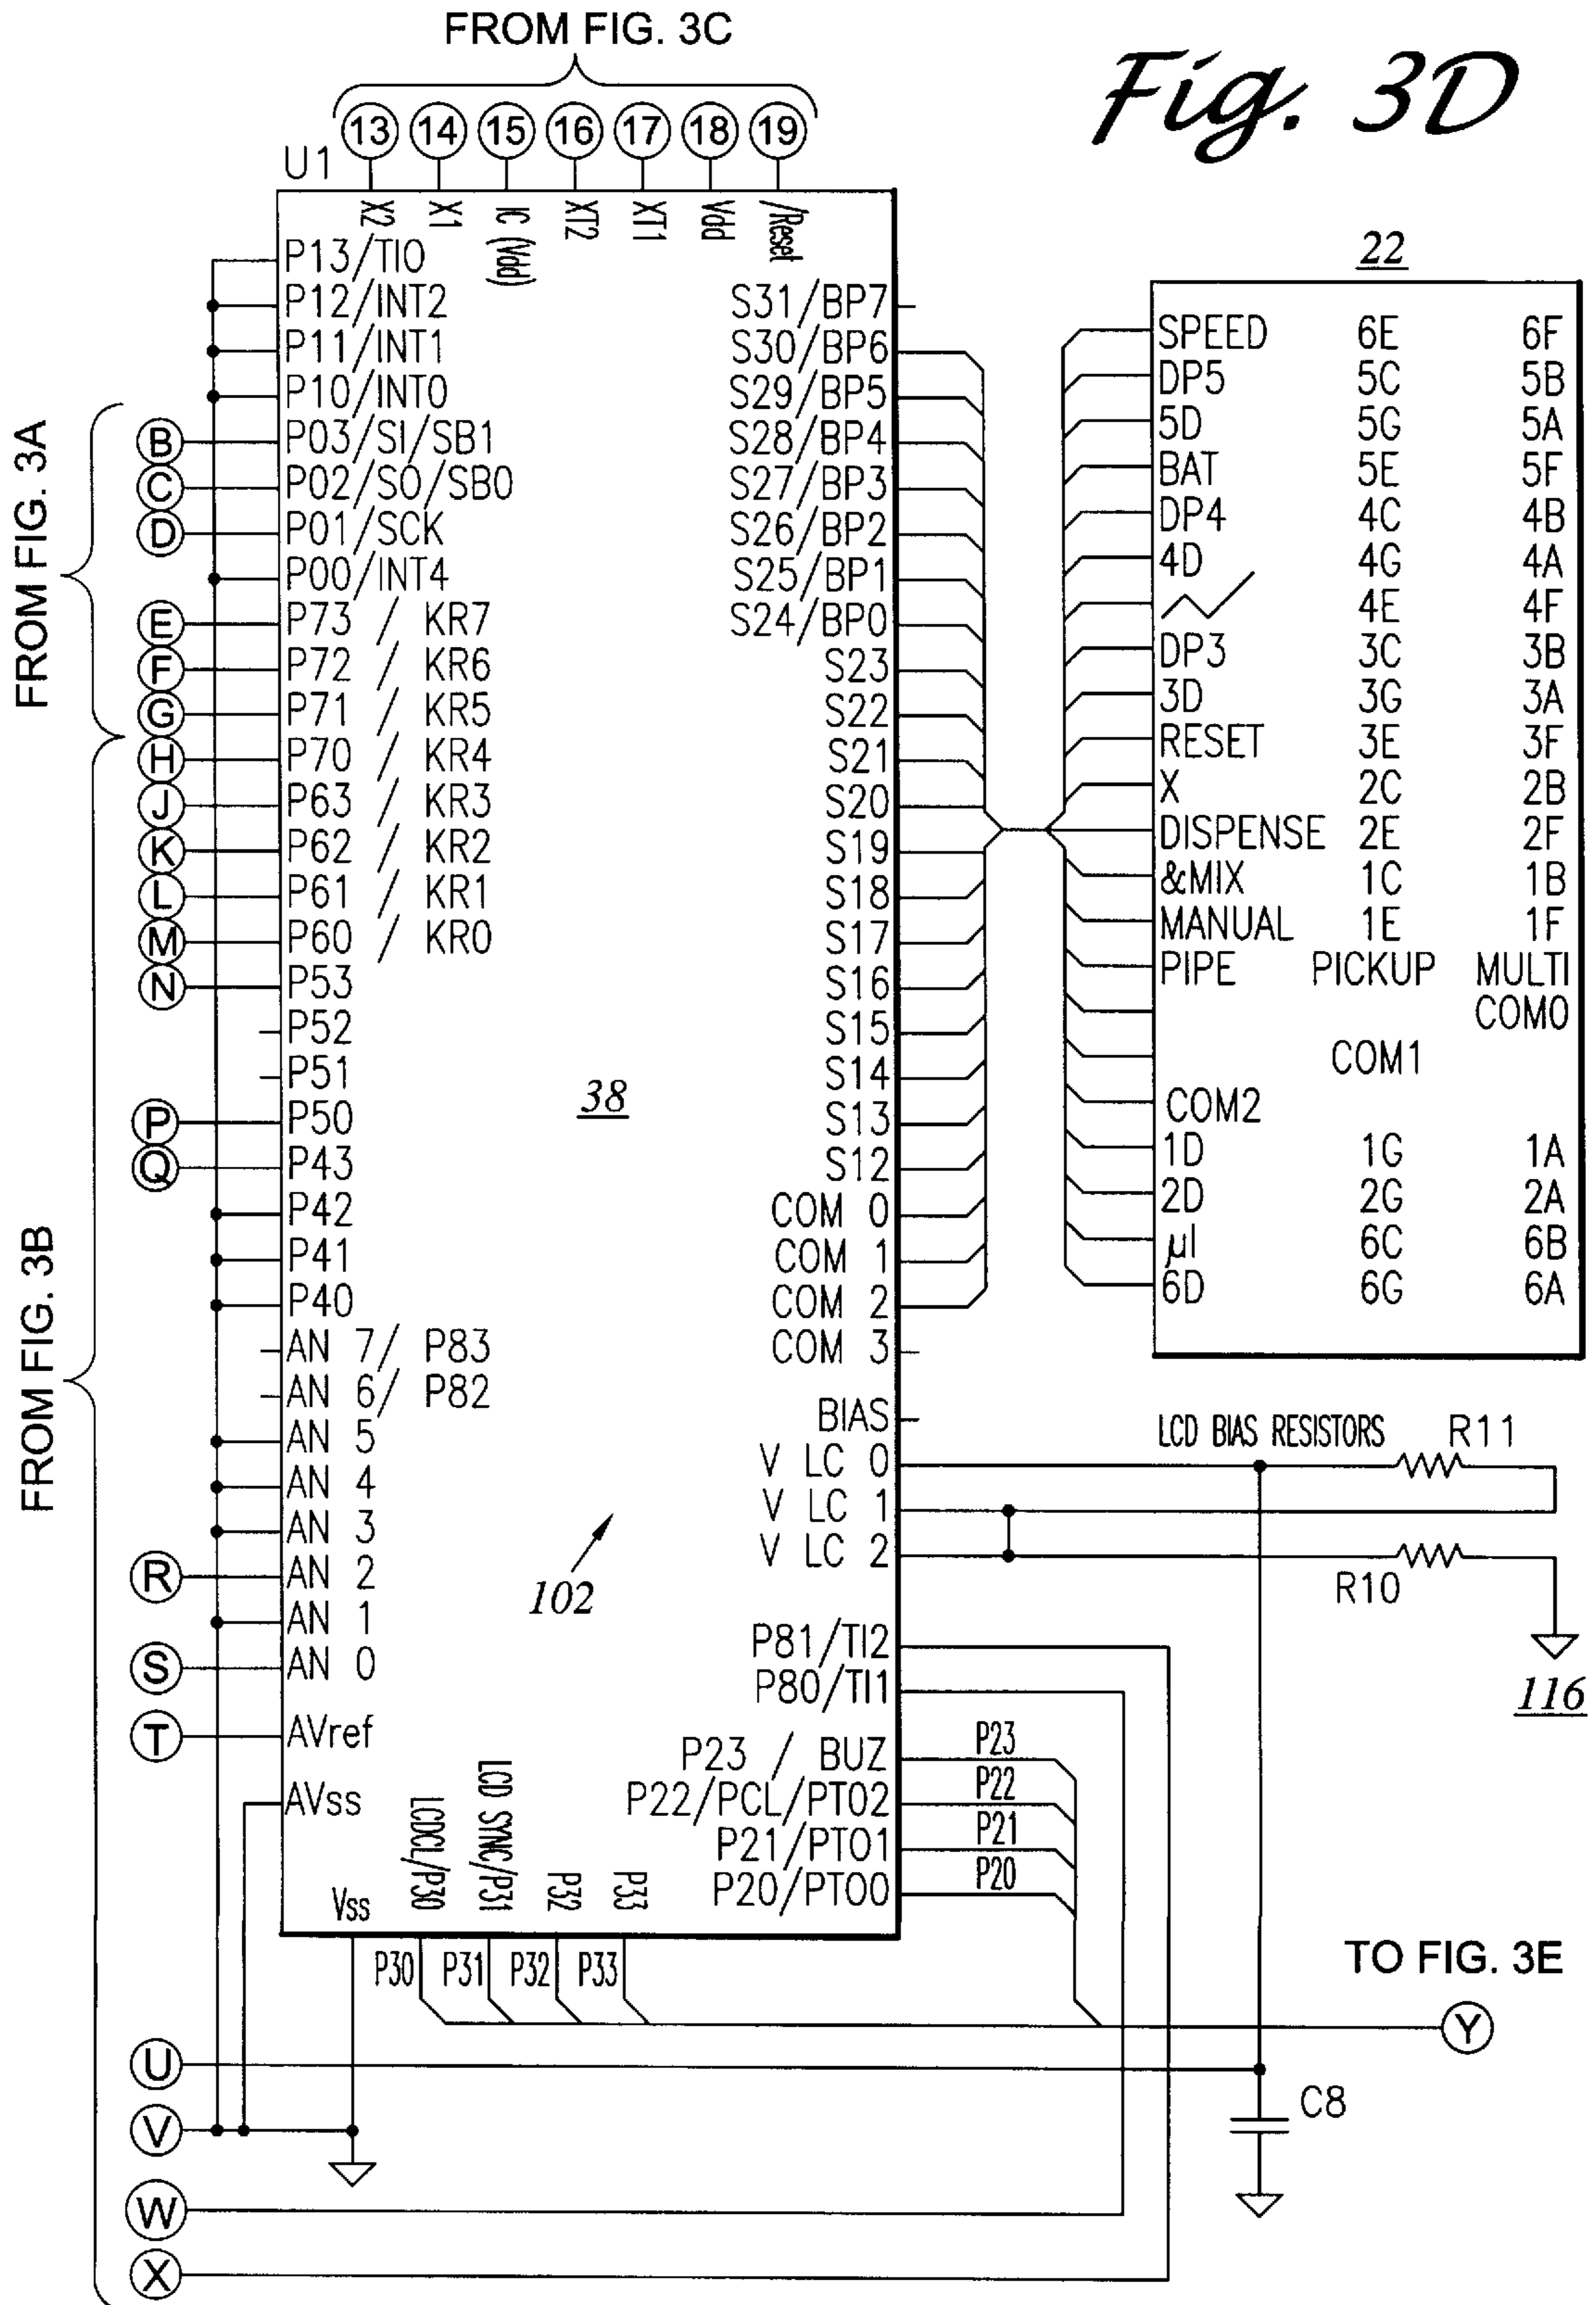 FROM FIG. 3C
Fig. 3D
13 14 15 16 17 18 19
U1
X2 X1 IC (Vdd) XT2 XT1 Vdd /Reset
FROM FIG. 3A
FROM FIG. 3B
P13/TI0
P12/INT2
P11/INT1
P10/INT0
B P03/SI/SB1
C P02/SO/SB0
D P01/SCK
P00/INT4
E P73 / KR7
F P72 / KR6
G P71 / KR5
H P70 / KR4
J P63 / KR3
K P62 / KR2
L P61 / KR1
M P60 / KR0
N P53
P52
P51
P P50
Q P43
P42
P41
P40
AN 7/ P83
AN 6/ P82
AN 5
AN 4
AN 3
R AN 2
AN 1
S AN 0
T AVref
AVss
38
102
S31/BP7
S30/BP6
S29/BP5
S28/BP4
S27/BP3
S26/BP2
S25/BP1
S24/BP0
S23
S22
S21
S20
S19
S18
S17
S16
S15
S14
S13
S12
COM 0
COM 1
COM 2
COM 3
BIAS
V LC 0
V LC 1
V LC 2
P81/TI2
P80/TI1
P23 / BUZ P23
P22/PCL/PTO2 P22
P21/PTO1 P21
P20/PTO0 P20
Vss LCDCL/P30 LCD SYNC/P31 P32 P33
P30 P31 P32 P33
22
SPEED 6E 6F
DP5 5C 5B
5D 5G 5A
BAT 5E 5F
DP4 4C 4B
4D 4G 4A
4E 4F
DP3 3C 3B
3D 3G 3A
RESET 3E 3F
X 2C 2B
DISPENSE 2E 2F
&MIX 1C 1B
MANUAL 1E 1F
PIPE PICKUP MULTI
COM0
COM1
COM2
1D 1G 1A
2D 2G 2A
µl 6C 6B
6D 6G 6A
LCD BIAS RESISTORS R11
R10
116
TO FIG. 3E
Y
U
C8
V
W
X